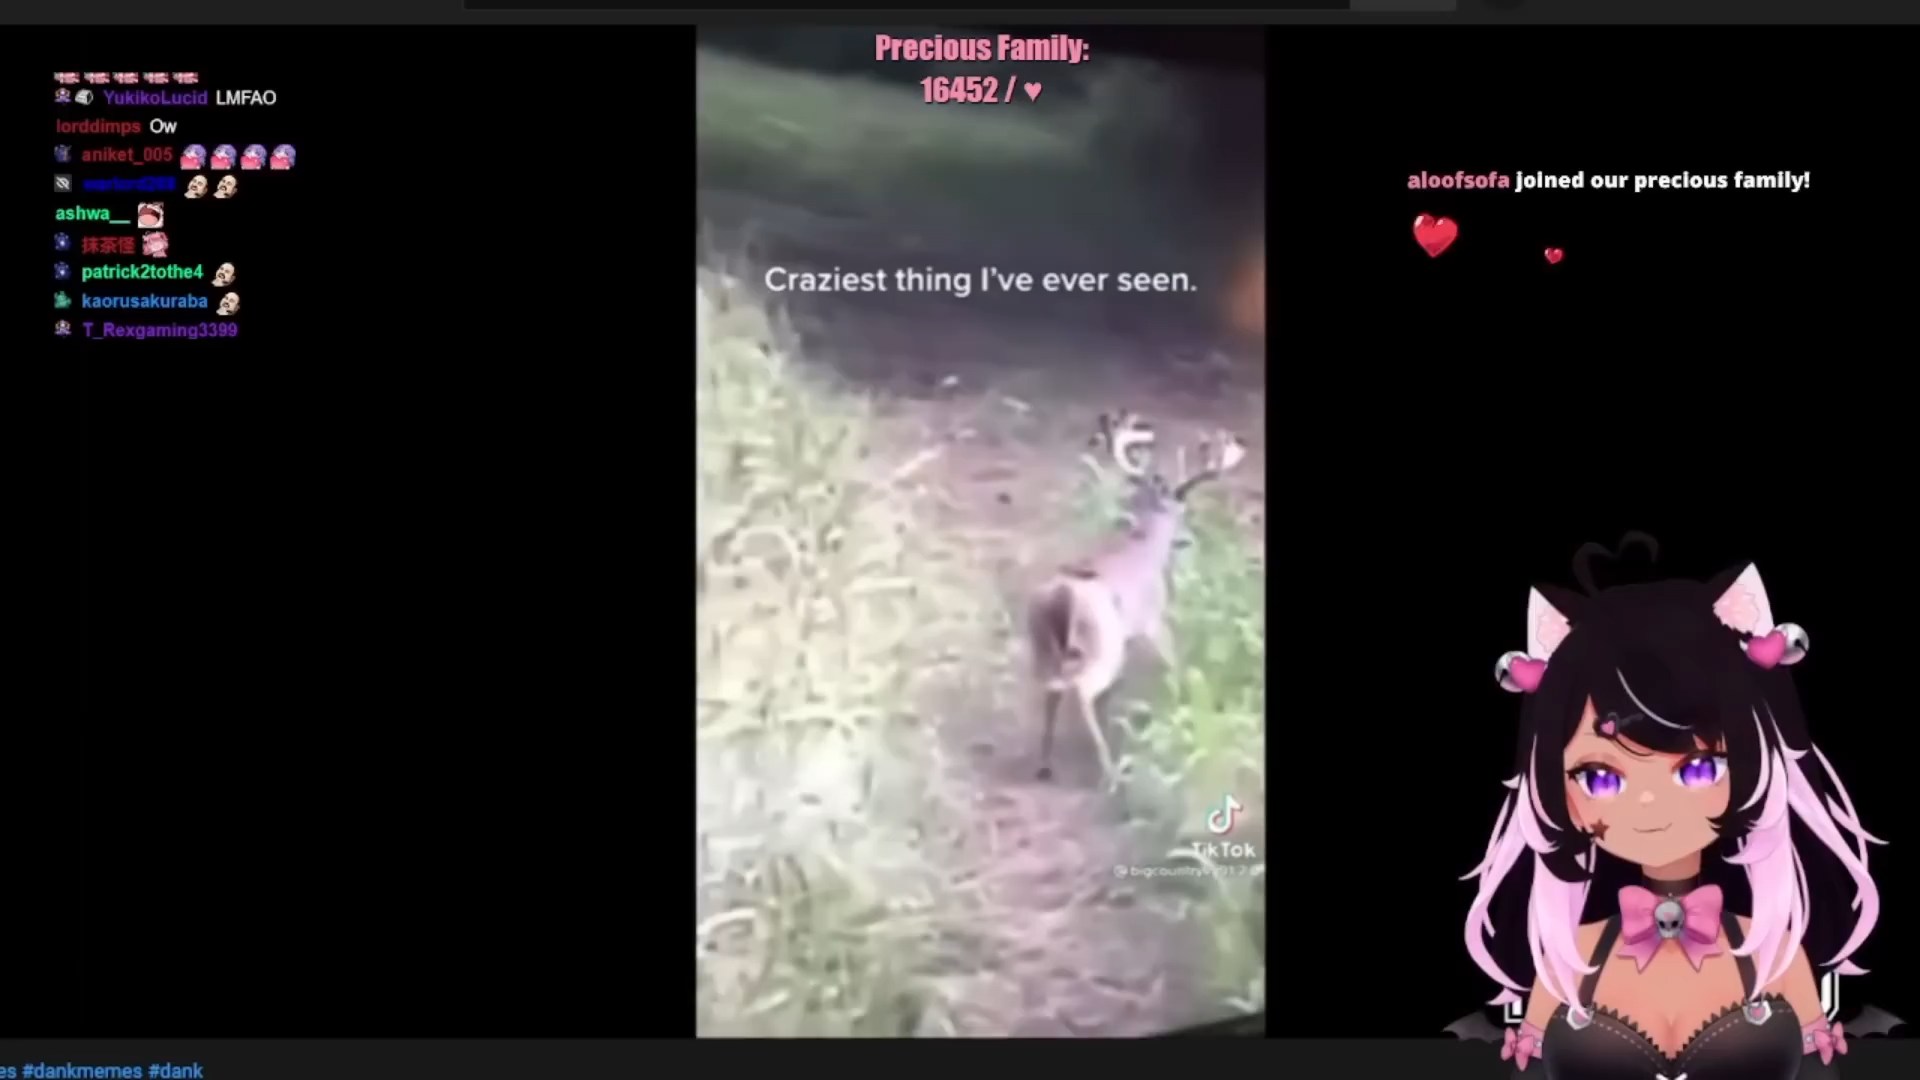 Precious Family:
16452 / ♥
YukikoLucid LMFAO
lorddimps Ow
aniket_005
ashwa__
抹茶怪
patrick2tothe4
kaorusakuraba
T_Rexgaming3399
Craziest thing I've ever seen.
aloofsofa joined our precious family!
TikTok
#dankmemes #dank